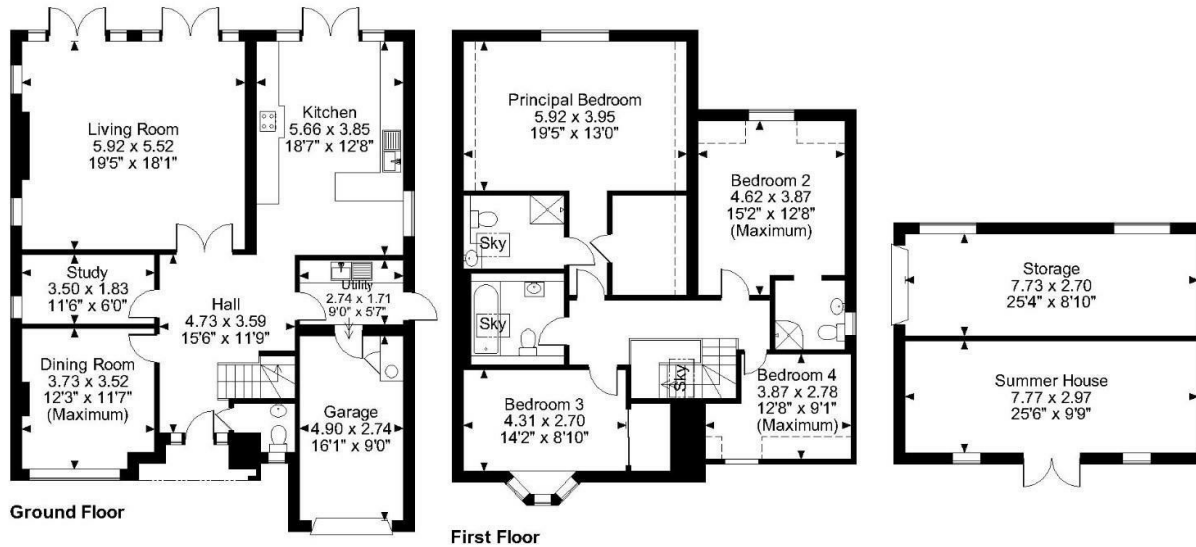 Living Room
5.92 x 5.52
19'5" x 18'1"
Kitchen
5.66 x 3.85
18'7" x 12'8"
Study
3.50 x 1.83
11'6" x 6'0"
Hall
4.73 x 3.59
15'6" x 11'9"
Utility
2.74 x 1.71
9'0" x 5'7"
Dining Room
3.73 x 3.52
12'3" x 11'7"
(Maximum)
Garage
4.90 x 2.74
16'1" x 9'0"
Ground Floor
Principal Bedroom
5.92 x 3.95
19'5" x 13'0"
Bedroom 2
4.62 x 3.87
15'2" x 12'8"
(Maximum)
Sky
Sky
Sky
Bedroom 3
4.31 x 2.70
14'2" x 8'10"
Bedroom 4
3.87 x 2.78
12'8" x 9'1"
(Maximum)
First Floor
Storage
7.73 x 2.70
25'4" x 8'10"
Summer House
7.77 x 2.97
25'6" x 9'9"